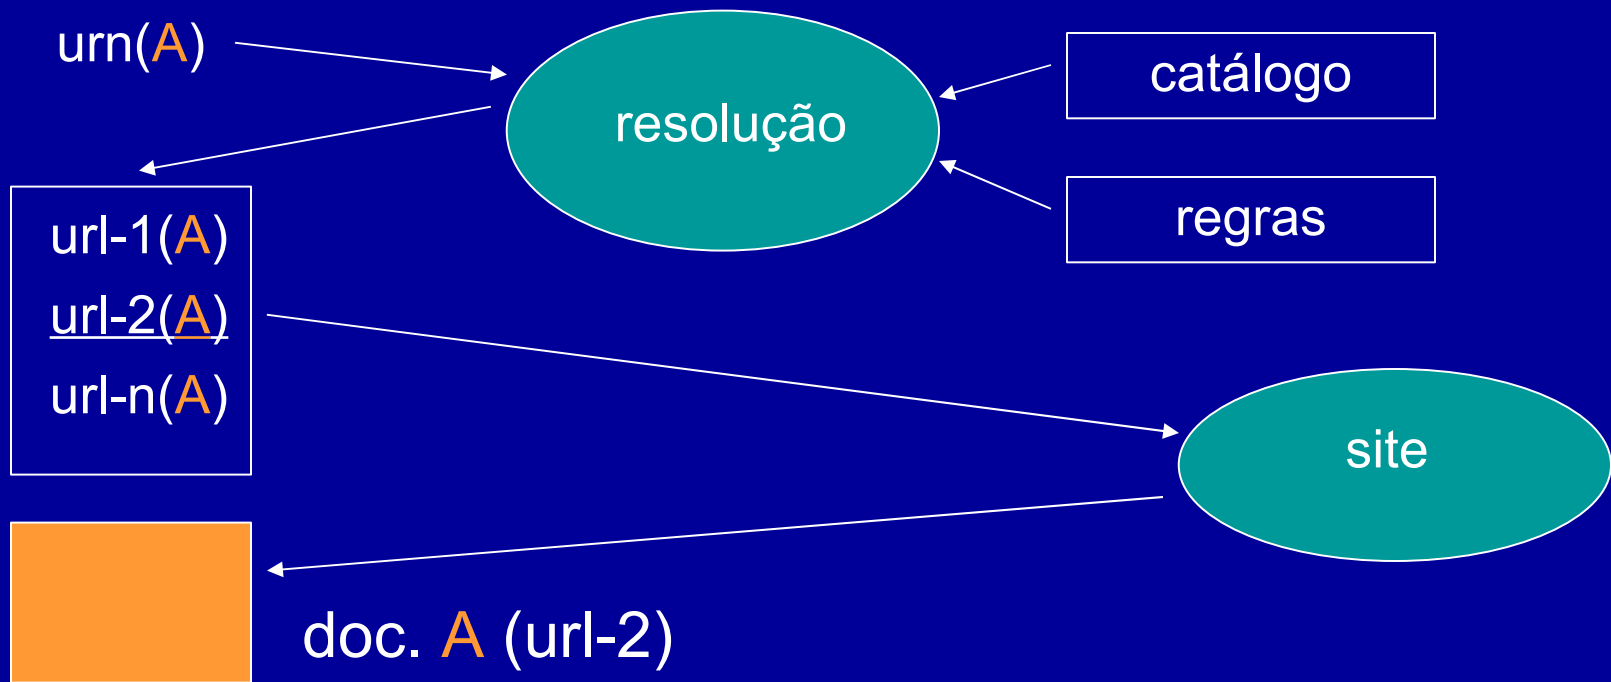 urn(A)
resolução
catálogo
regras
url-1(A)
url-2(A)
url-n(A)
site
doc. A (url-2)